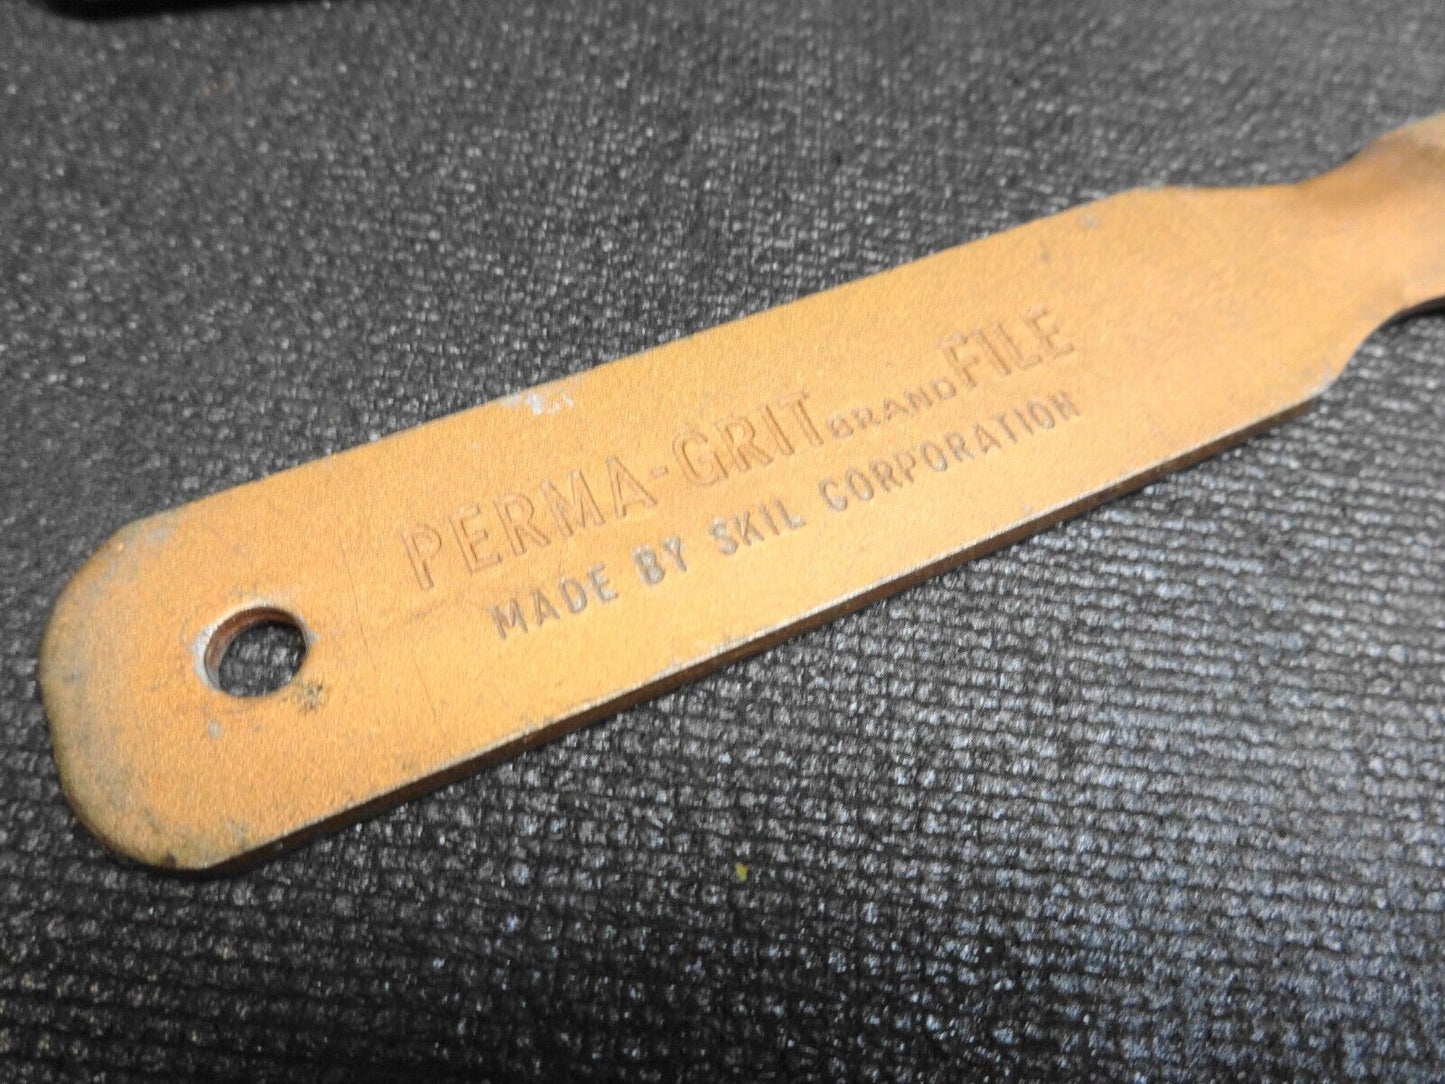 PERMA-GRIT BRAND FILE
MADE BY SKIL CORPORATION